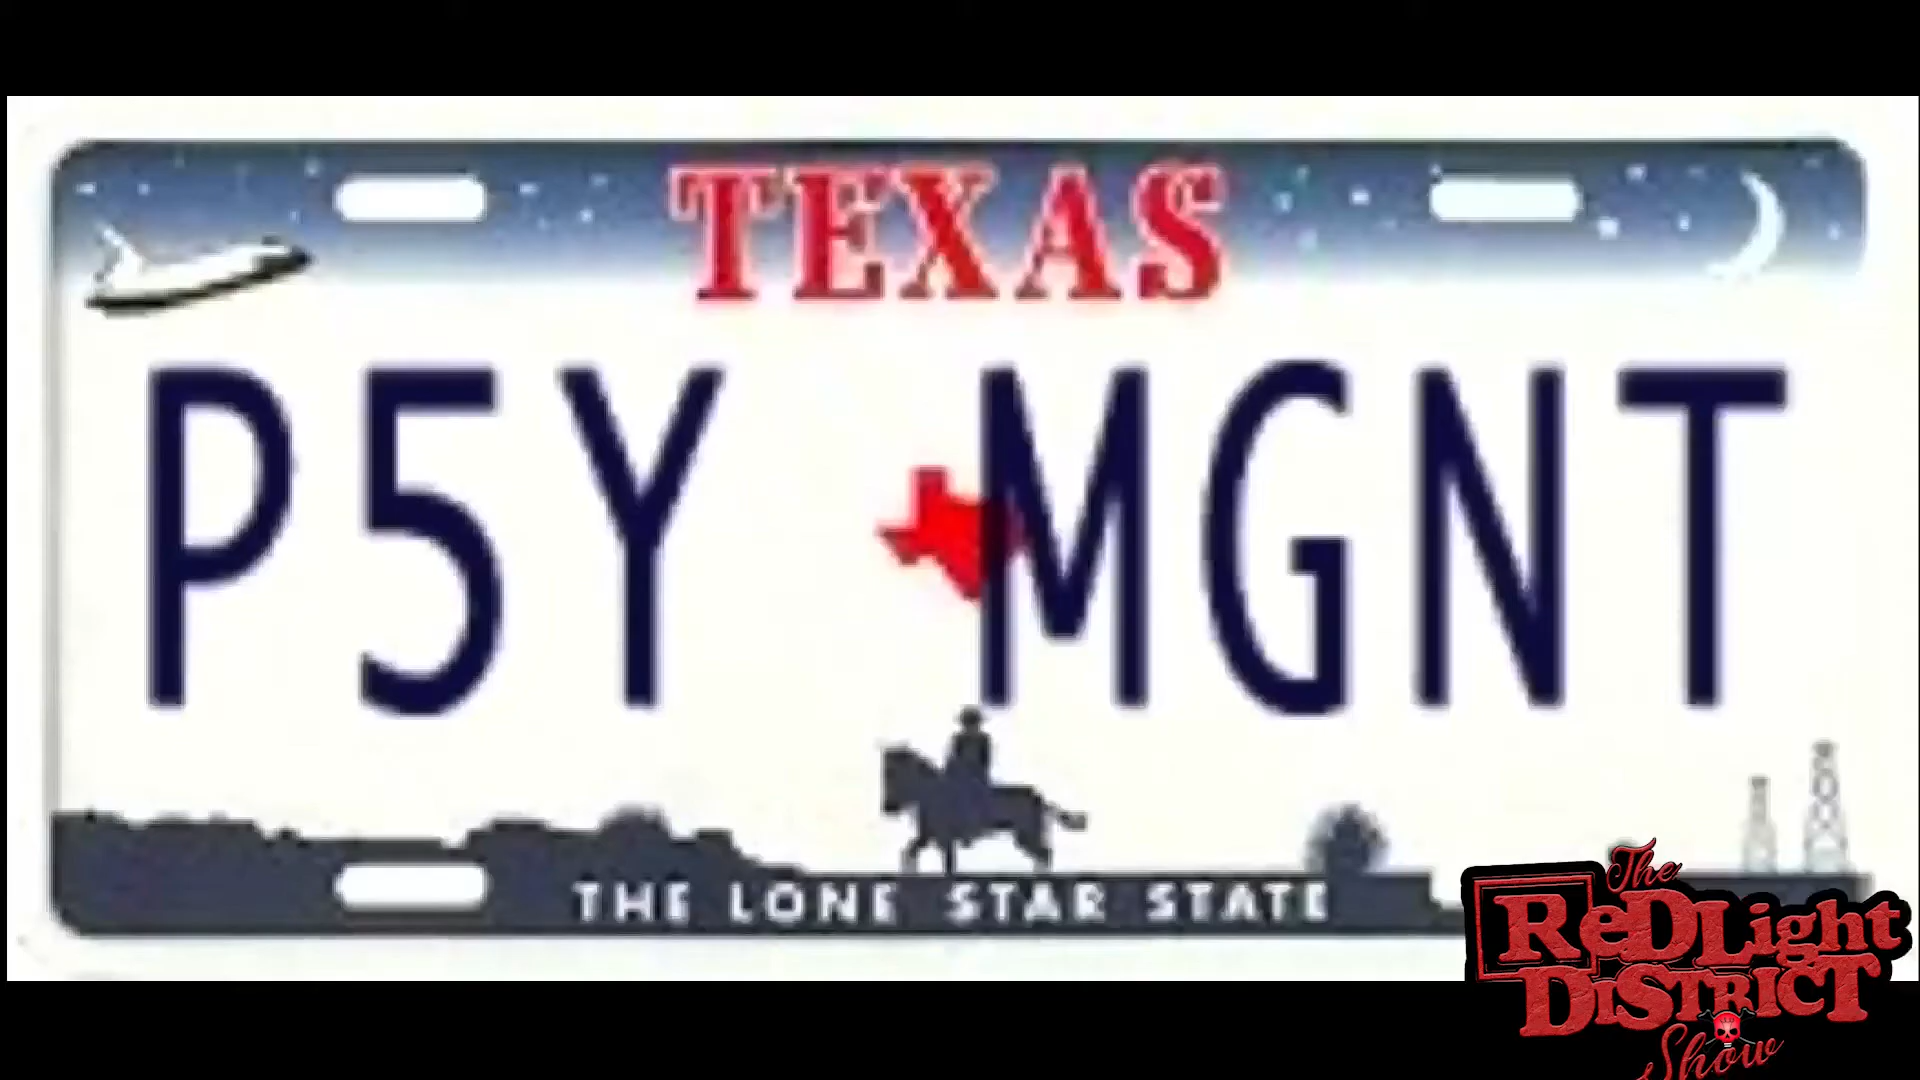 TEXAS
P5Y MGNT
THE LONE STAR STATE
The
ReDLight
DiSTRICT
Show